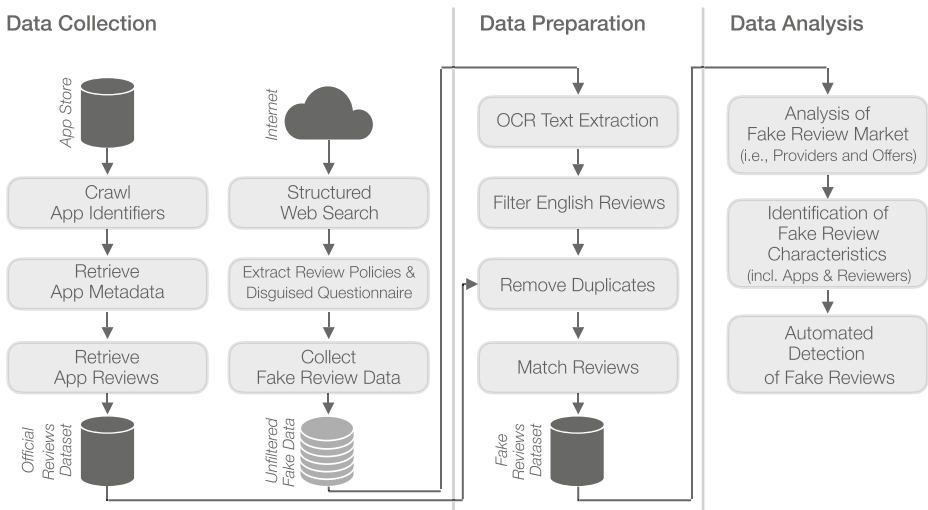 Data Collection
App Store
Crawl
App Identifiers
Retrieve
App Metadata
Retrieve
App Reviews
Official
Reviews
Dataset
Internet
Structured
Web Search
Extract Review Policies &
Disguised Questionnaire
Collect
Fake Review Data
Unfiltered
Fake Data
Data Preparation
OCR Text Extraction
Filter English Reviews
Remove Duplicates
Match Reviews
Fake
Reviews
Dataset
Data Analysis
Analysis of
Fake Review Market
(i.e., Providers and Offers)
Identification of
Fake Review
Characteristics
(incl. Apps & Reviewers)
Automated
Detection
of Fake Reviews